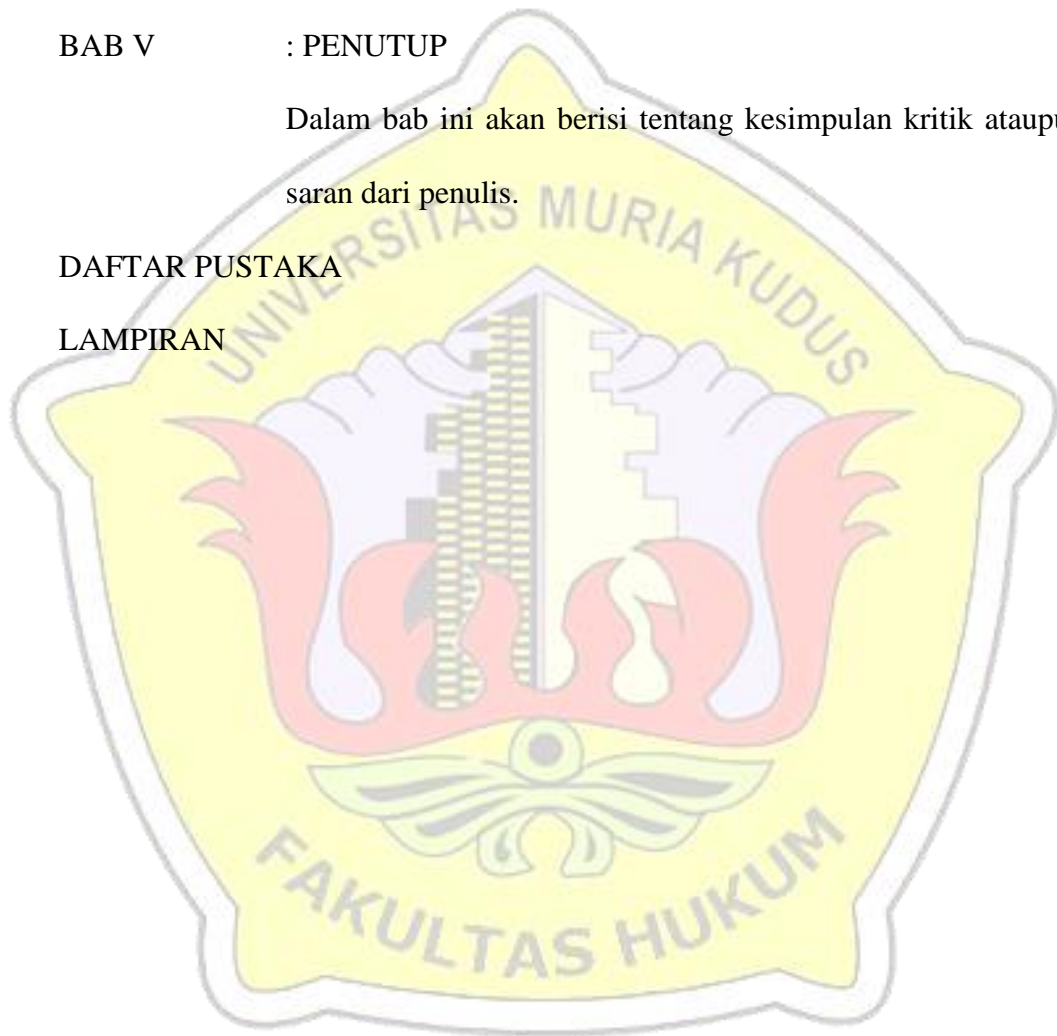 BAB V : PENUTUP
Dalam bab ini akan berisi tentang kesimpulan kritik ataupu
saran dari penulis.
UNIVERSITAS MURIA KUDUS
DAFTAR PUSTAKA
LAMPIRAN
FAKULTAS HUKUM